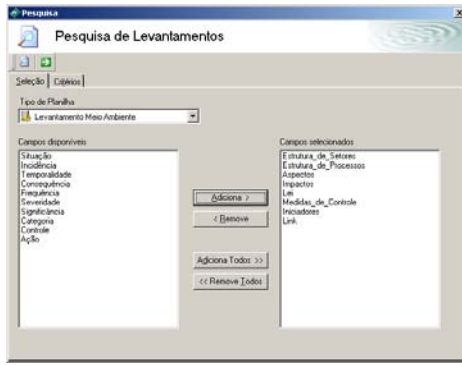 Pesquisa
Pesquisa de Levantamentos
Seleção
Critérios
Tipo de Planilha
Levantamento Meio Ambiente
Campos disponíveis
Situação
Incidência
Temporalidade
Conseqüência
Freqüência
Severidade
Significância
Categoria
Controle
Ação
Adiciona >
< Remove
Adiciona Todos >>
<< Remove Todos
Campos selecionados
Estrutura_de_Setores
Estrutura_de_Processos
Aspectos
Impactos
Lei
Medidas_de_Controle
Iniciadores
Link